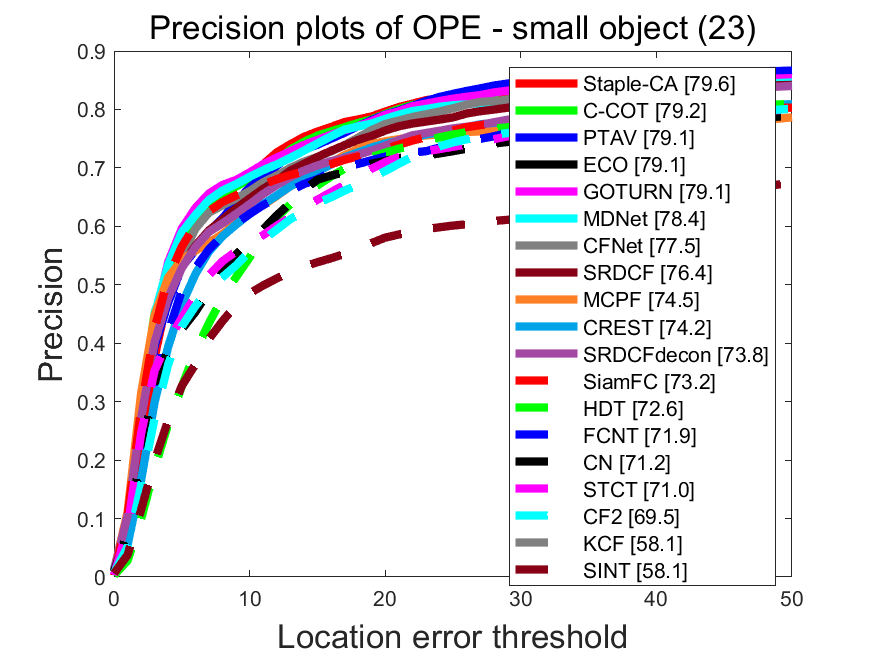 Precision plots of OPE - small object (23)
0.9
0.8
0.7
0.6
0.5
0.4
0.3
0.2
0.1
0
Precision
Staple-CA [79.6]
C-COT [79.2]
PTAV [79.1]
ECO [79.1]
GOTURN [79.1]
MDNet [78.4]
CFNet [77.5]
SRDCF [76.4]
MCPF [74.5]
CREST [74.2]
SRDCFdecon [73.8]
SiamFC [73.2]
HDT [72.6]
FCNT [71.9]
CN [71.2]
STCT [71.0]
CF2 [69.5]
KCF [58.1]
SINT [58.1]
0 10 20 30 40 50
Location error threshold